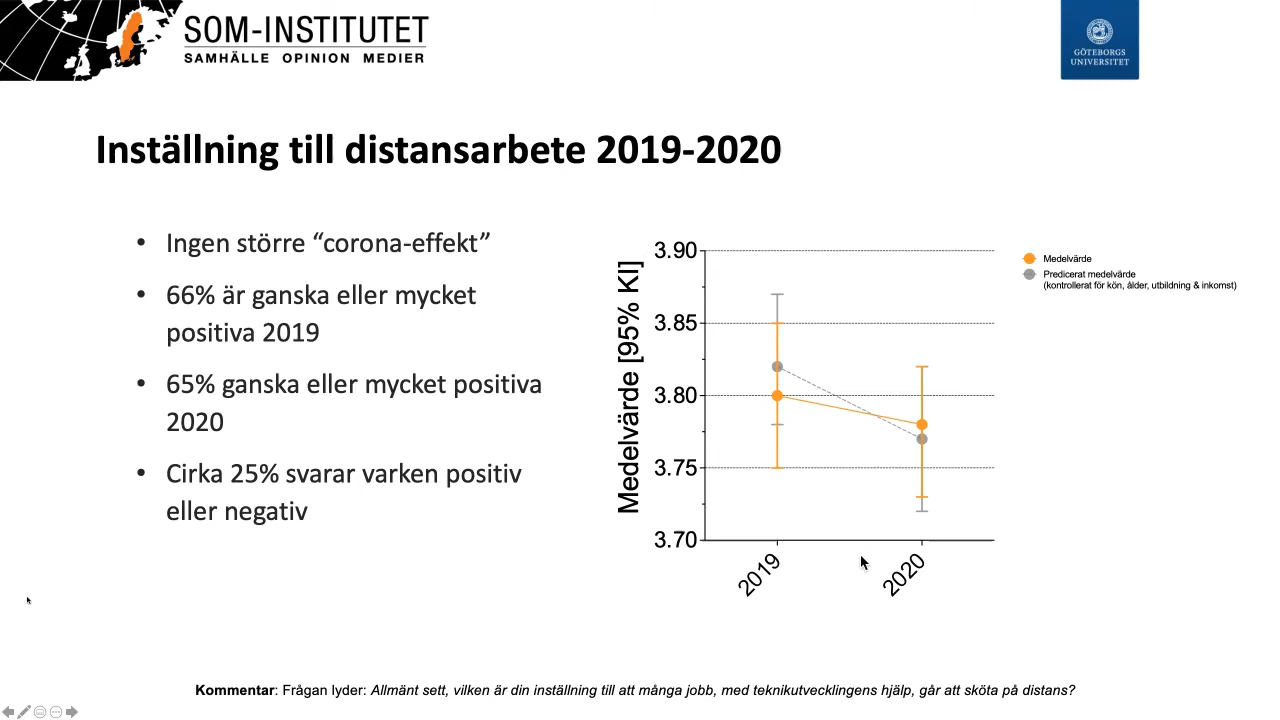 SOM-INSTITUTET
SAMHÄLLE OPINION MEDIER
GÖTEBORGS
UNIVERSITET
Inställning till distansarbete 2019-2020
• Ingen större “corona-effekt”
• 66% är ganska eller mycket
positiva 2019
• 65% ganska eller mycket positiva
2020
• Cirka 25% svarar varken positiv
eller negativ
Medelvärde [95% KI]
3.90
3.85
3.80
3.75
3.70
2019
2020
Medelvärde
Predicerat medelvärde
(kontrollerat för kön, ålder, utbildning & inkomst)
Kommentar: Frågan lyder: Allmänt sett, vilken är din inställning till att många jobb, med teknikutvecklingens hjälp, går att sköta på distans?